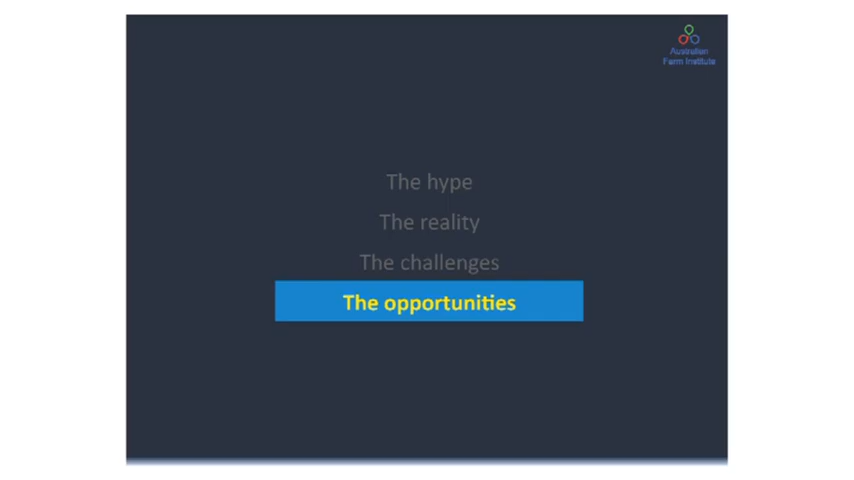 Australian
Farm Institute
The hype
The reality
The challenges
The opportunities